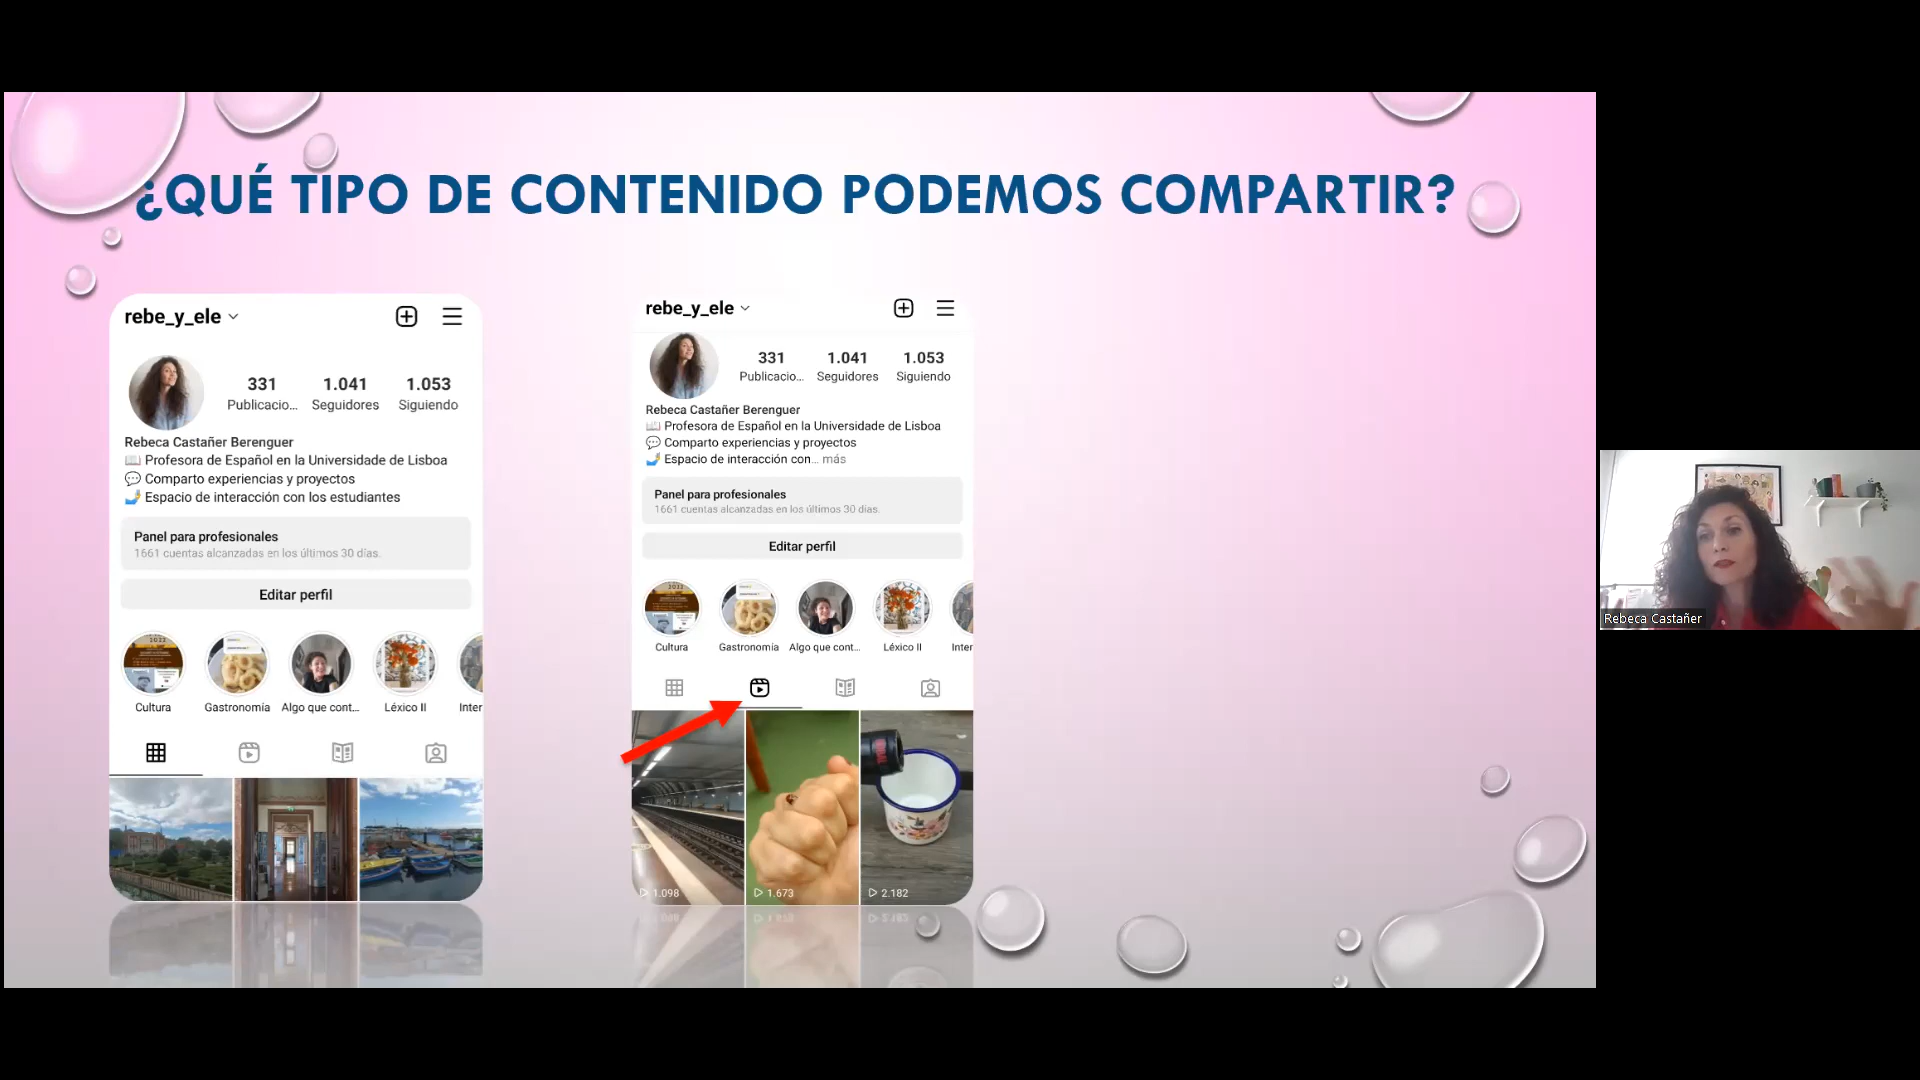 ¿QUÉ TIPO DE CONTENIDO PODEMOS COMPARTIR?
rebe_y_ele
331 1.041 1.053
Publicacio... Seguidores Siguiendo
Rebeca Castañer Berenguer
Profesora de Español en la Universidade de Lisboa
Comparto experiencias y proyectos
Espacio de interacción con los estudiantes
Panel para profesionales
1661 cuentas alcanzadas en los últimos 30 días.
Editar perfil
Cultura Gastronomía Algo que cont... Léxico II Inter
rebe_y_ele
331 1.041 1.053
Publicacio... Seguidores Siguiendo
Rebeca Castañer Berenguer
Profesora de Español en la Universidade de Lisboa
Comparto experiencias y proyectos
Espacio de interacción con... más
Panel para profesionales
1661 cuentas alcanzadas en los últimos 30 días.
Editar perfil
Cultura Gastronomía Algo que cont... Léxico II Inter
1.098 1.673 2.182
Rebeca Castañer